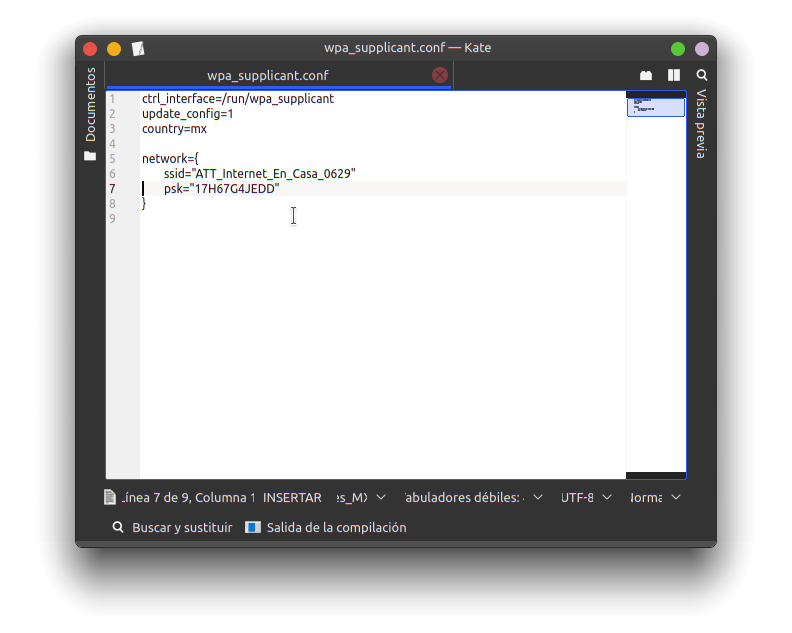 wpa_supplicant.conf — Kate
wpa_supplicant.conf
Documentos
Vista previa
1 ctrl_interface=/run/wpa_supplicant
2 update_config=1
3 country=mx
4
5 network={
6 ssid="ATT_Internet_En_Casa_0629"
7 psk="17H67G4JEDD"
8 }
9
Línea 7 de 9, Columna 1 INSERTAR es_MX abuladores débiles: UTF-8 Norma
Buscar y sustituir Salida de la compilación